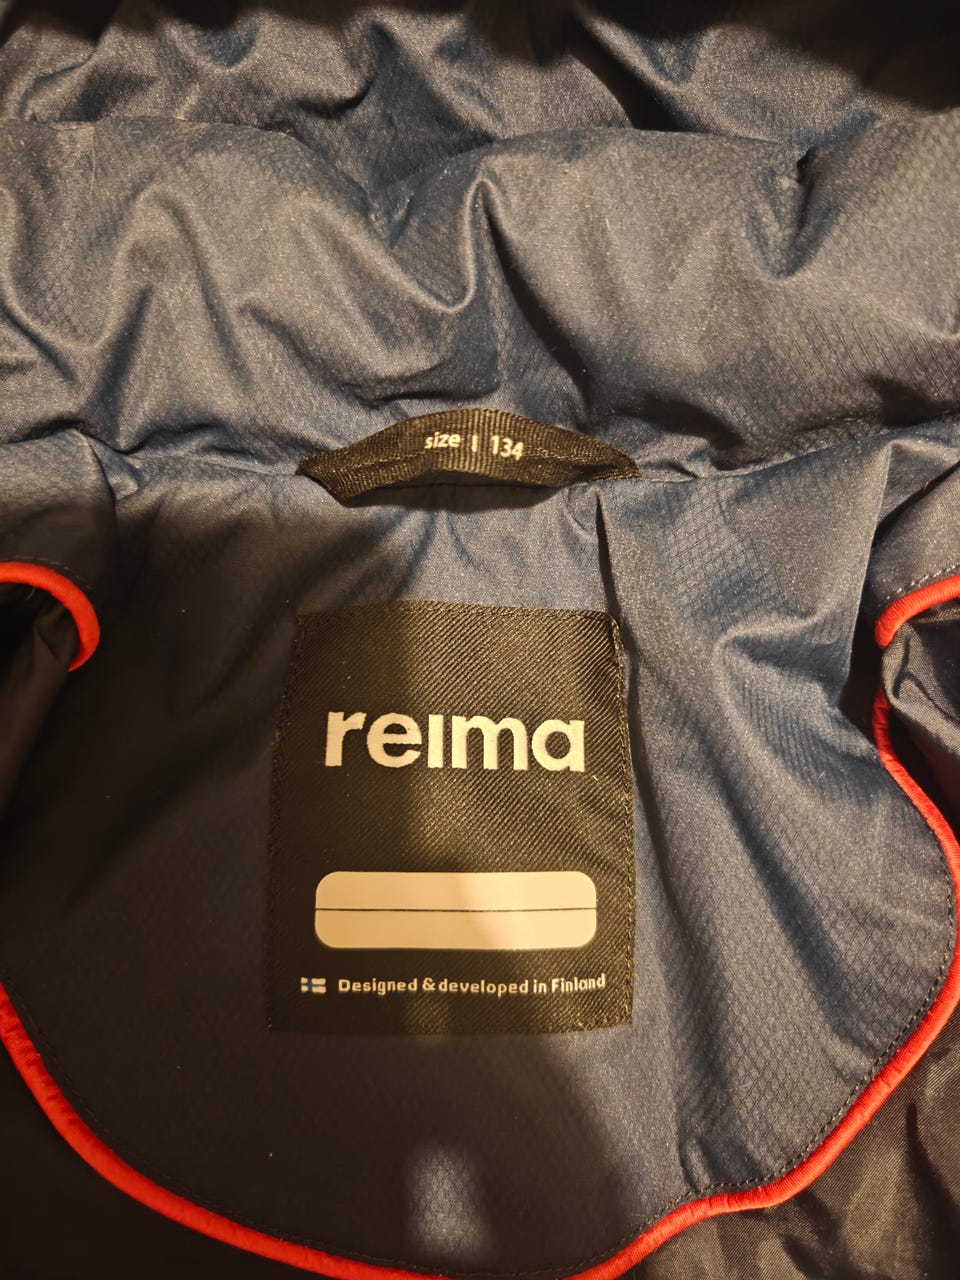 size | 134
reima
Designed & developed in Finland